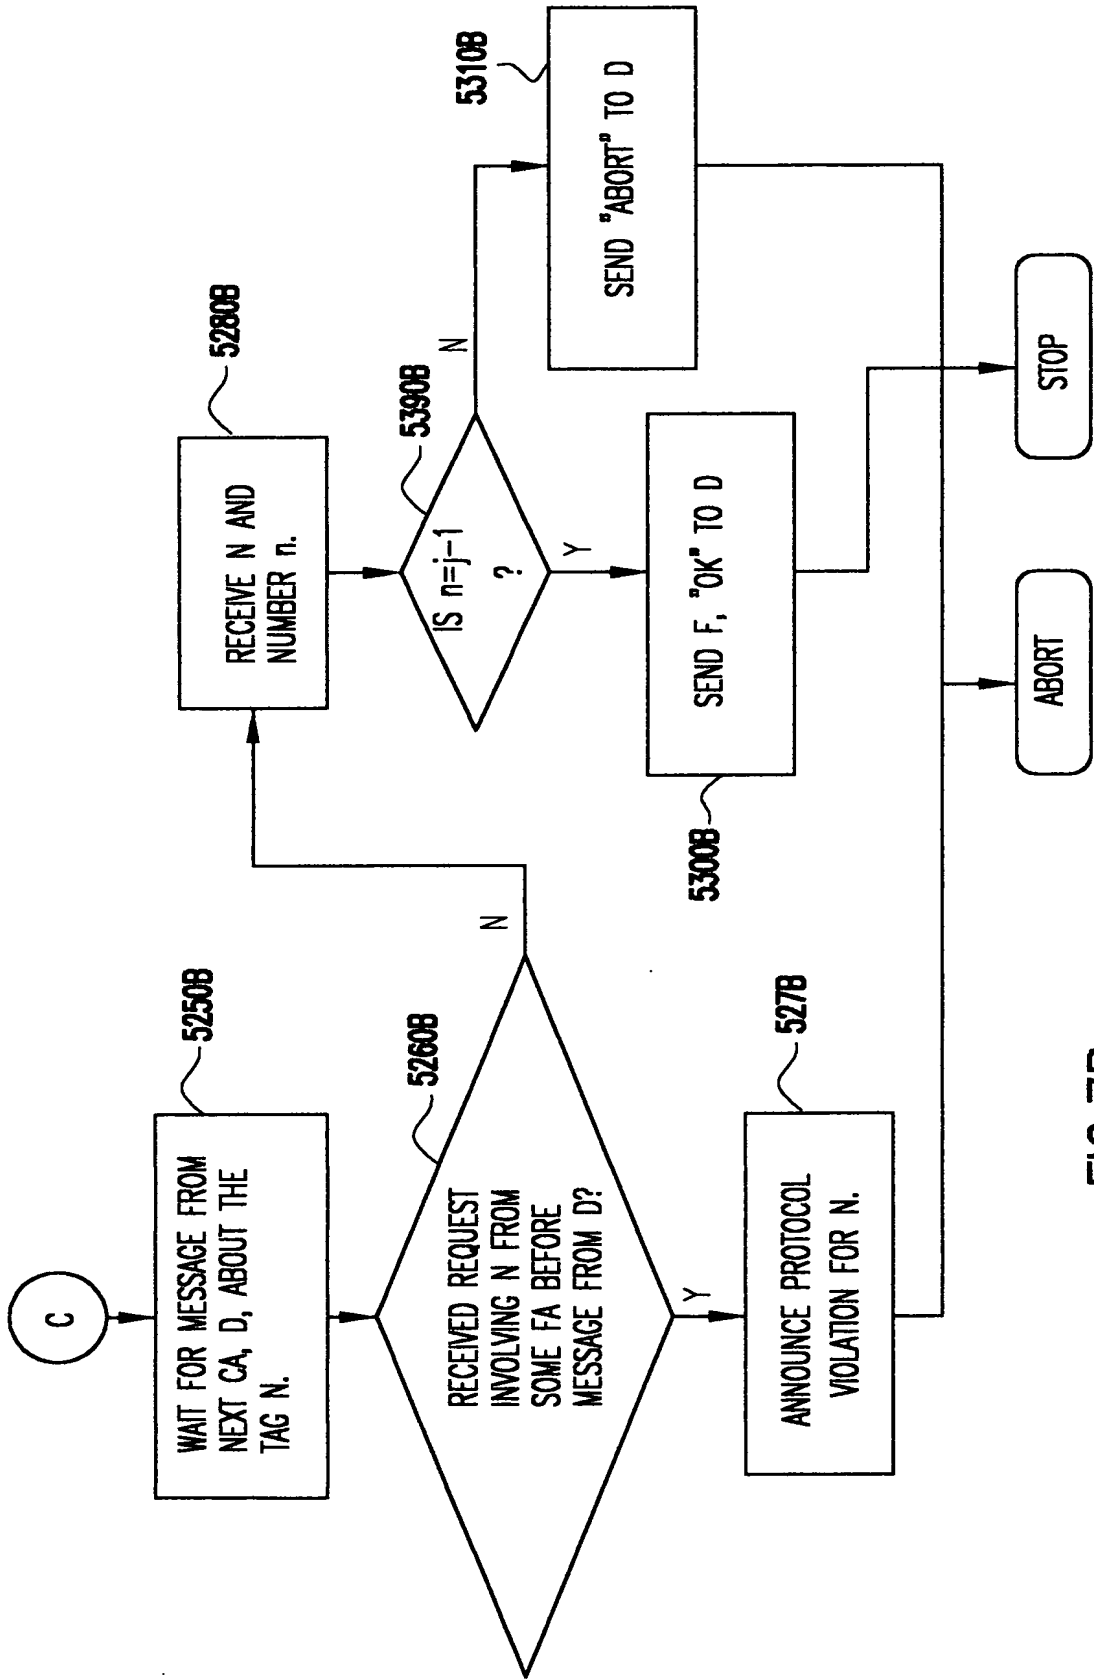 C
WAIT FOR MESSAGE FROM
NEXT CA, D, ABOUT THE
TAG N.
5250B
RECEIVED REQUEST
INVOLVING N FROM
SOME FA BEFORE
MESSAGE FROM D?
5260B
Y
N
ANNOUNCE PROTOCOL
VIOLATION FOR N.
527B
RECEIVE N AND
NUMBER n.
5280B
IS n=j-1
?
5390B
Y
N
SEND F, "OK" TO D
5300B
SEND "ABORT" TO D
5310B
ABORT
STOP